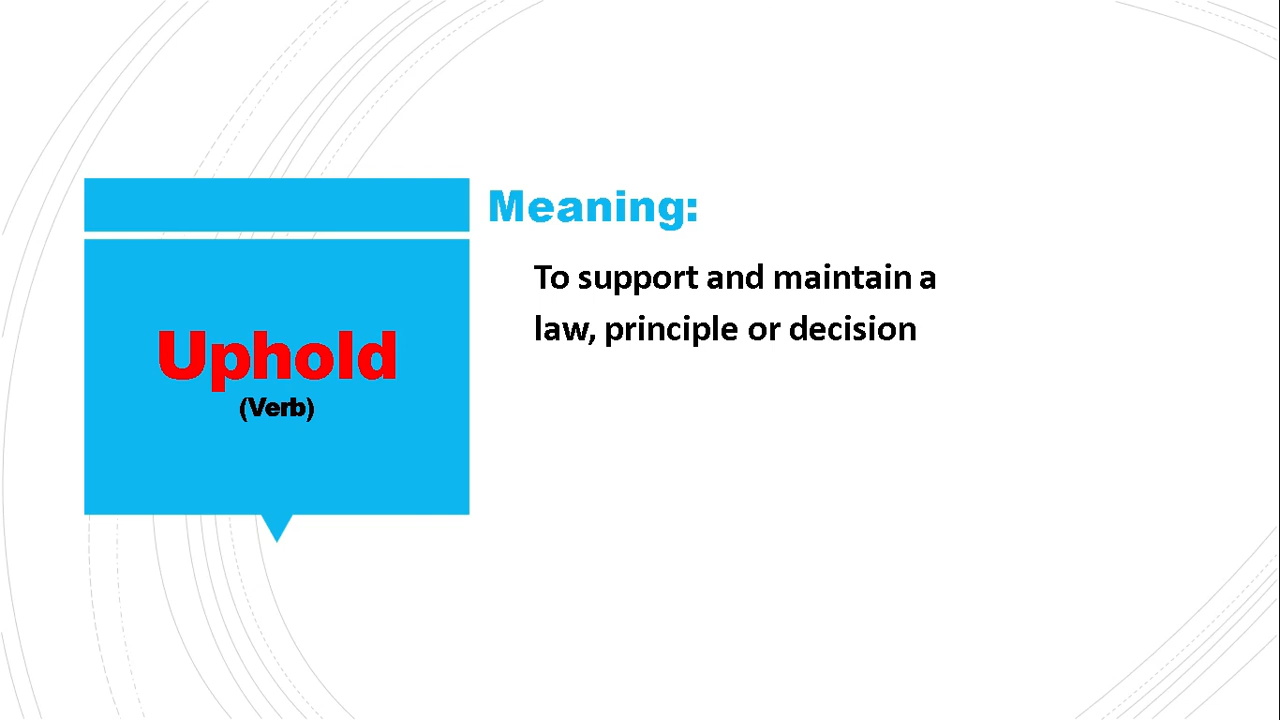 Uphold
(Verb)
Meaning:
To support and maintain a
law, principle or decision